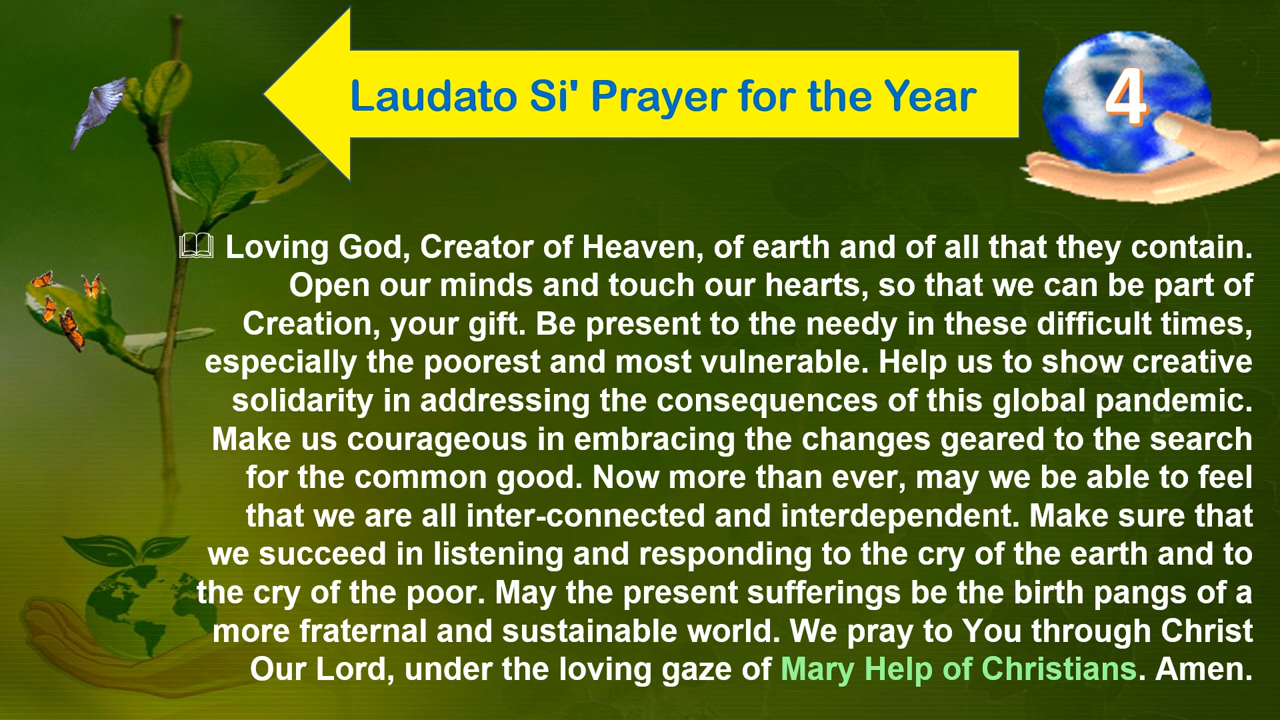 Laudato Si' Prayer for the Year
4
🕮 Loving God, Creator of Heaven, of earth and of all that they contain.
Open our minds and touch our hearts, so that we can be part of
Creation, your gift. Be present to the needy in these difficult times,
especially the poorest and most vulnerable. Help us to show creative
solidarity in addressing the consequences of this global pandemic.
Make us courageous in embracing the changes geared to the search
for the common good. Now more than ever, may we be able to feel
that we are all inter-connected and interdependent. Make sure that
we succeed in listening and responding to the cry of the earth and to
the cry of the poor. May the present sufferings be the birth pangs of a
more fraternal and sustainable world. We pray to You through Christ
Our Lord, under the loving gaze of Mary Help of Christians. Amen.